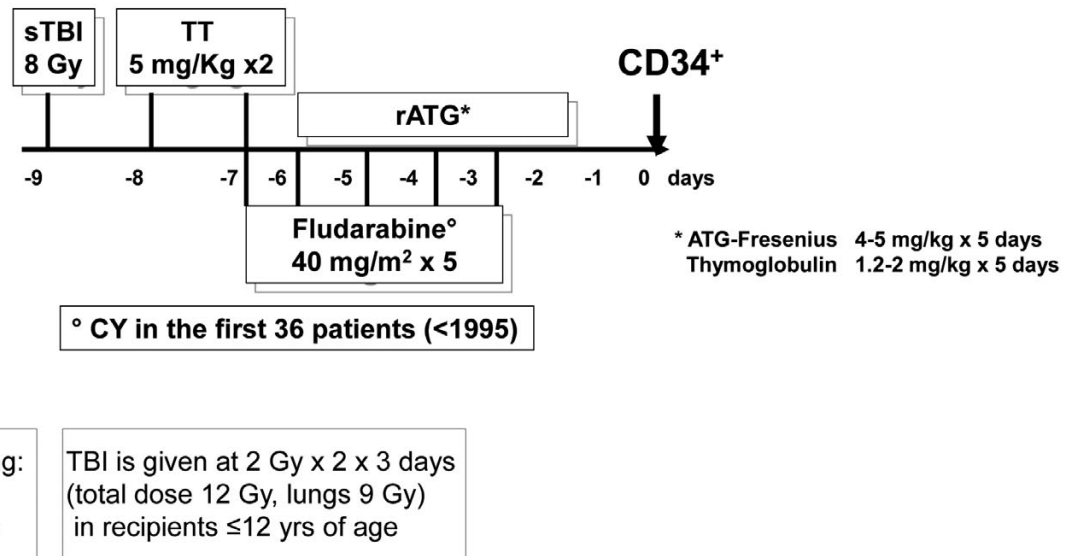 sTBI
8 Gy
TT
5 mg/Kg x2
CD34⁺
rATG*
-9 -8 -7 -6 -5 -4 -3 -2 -1 0 days
Fludarabine°
40 mg/m² x 5
* ATG-Fresenius 4-5 mg/kg x 5 days
Thymoglobulin 1.2-2 mg/kg x 5 days
° CY in the first 36 patients (<1995)
g:
TBI is given at 2 Gy x 2 x 3 days
(total dose 12 Gy, lungs 9 Gy)
in recipients ≤12 yrs of age